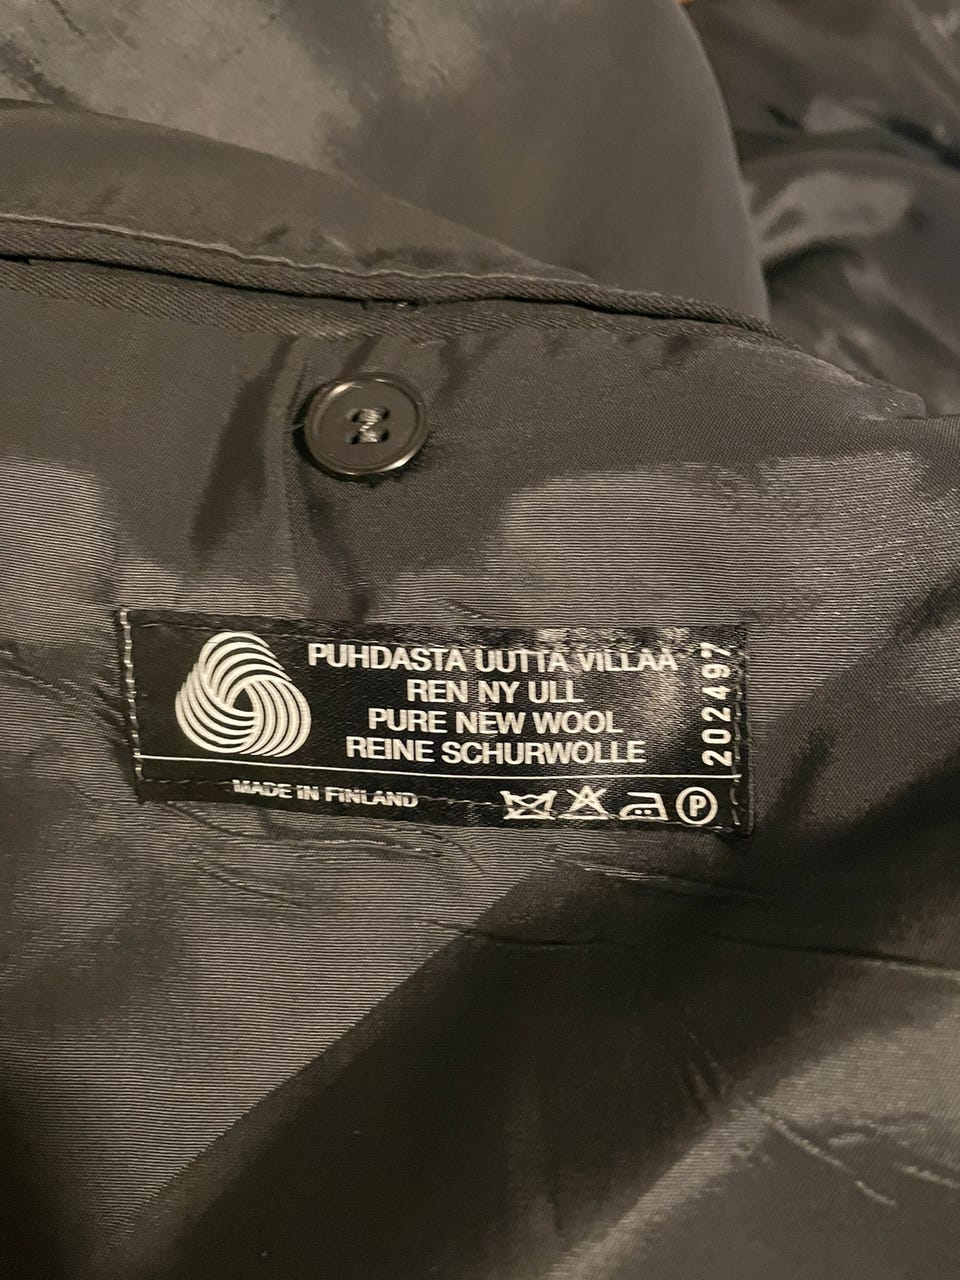 PUHDASTA UUTTA VILLAA
REN NY ULL
PURE NEW WOOL
REINE SCHURWOLLE
202497
MADE IN FINLAND
P